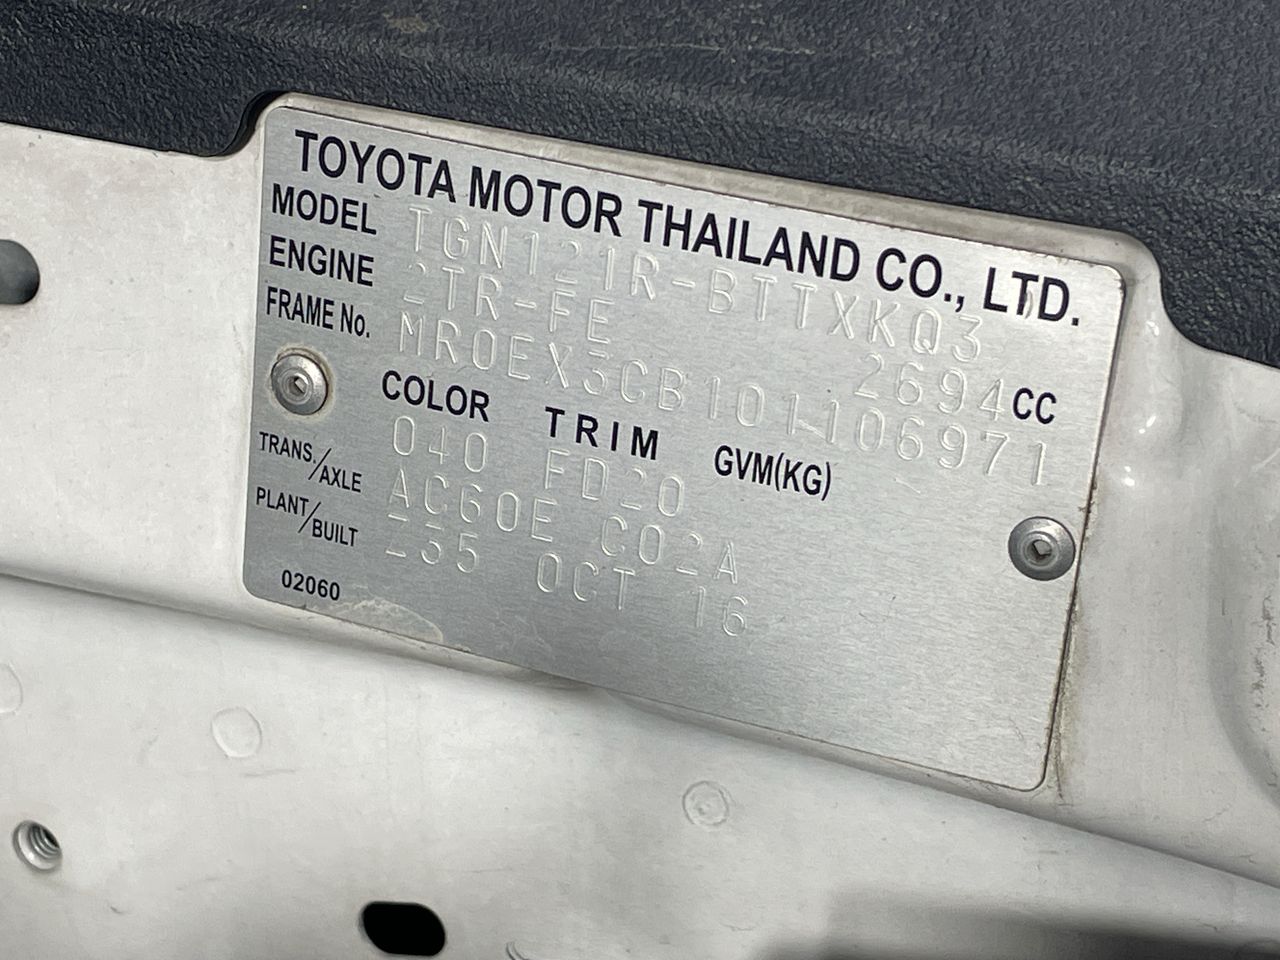 TOYOTA MOTOR THAILAND CO., LTD.
MODEL TGN121R-BTTXKQ3
ENGINE 2TR-FE 2694 CC
FRAME No. MR0EX3CB101106971
COLOR TRIM GVM(KG)
040 FD20
TRANS./AXLE AC60E C02A
PLANT/BUILT -35 OCT 16
02060